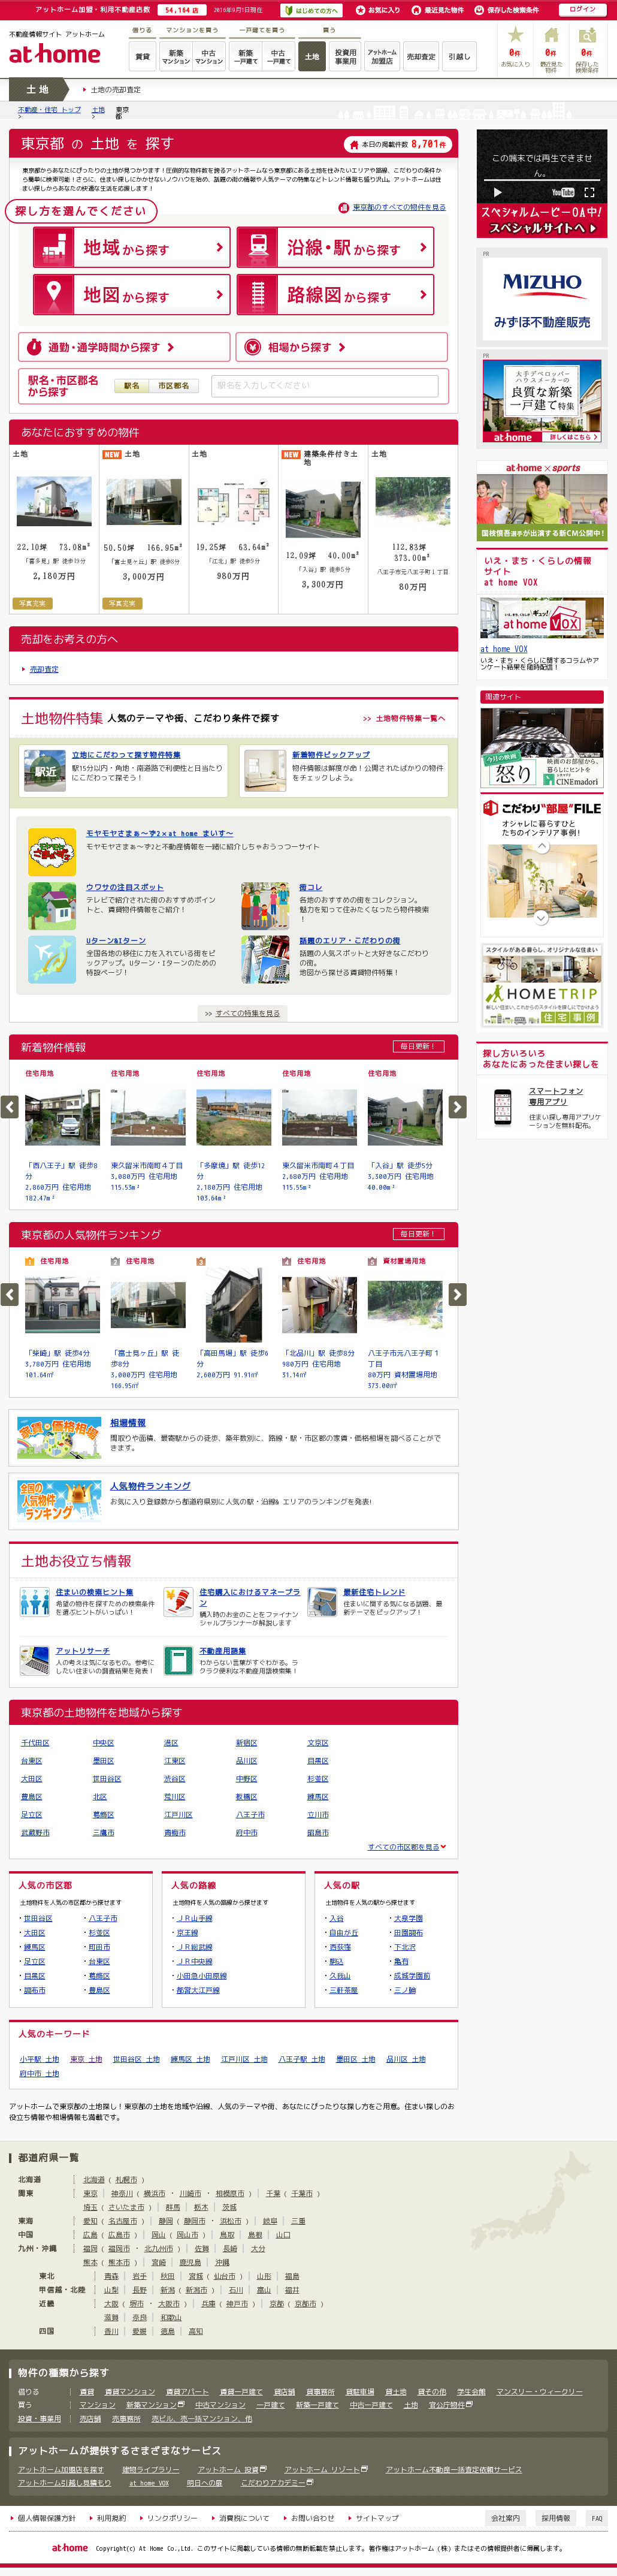 アットホーム加盟・利用不動産店数 54,164店 2016年9月1日現在 はじめての方へ お気に入り 最近見た物件 保存した検索条件 ログイン
不動産情報サイト アットホーム
at home
借りる マンションを買う 一戸建てを買う 買う
賃貸 新築マンション 中古マンション 新築一戸建て 中古一戸建て 土地 投資用事業用 アットホーム加盟店 売却査定 引越し
0件 お気に入り 0件 最近見た物件 0件 保存した検索条件
土地 土地の売却査定
不動産・住宅 トップ > 土地 > 東京都
東京都 の 土地 を 探す 本日の掲載件数 8,701件
東京都からあなたにぴったりの土地が見つかります!圧倒的な物件数を誇るアットホームなら東京都にある土地を住みたいエリアや路線、こだわりの条件か
ら簡単に検索可能!さらに、住まい探しにかかせないノウハウを始め、話題の街の情報や人気テーマの特集などトレンド情報も盛り沢山。アットホームは住
まい探しからあなたの快適な生活を応援します!
探し方を選んでください 東京都のすべての物件を見る
地域から探す 沿線・駅から探す
地図から探す 路線図から探す
通勤・通学時間から探す 相場から探す
駅名・市区郡名から探す 駅名 市区郡名 駅名を入力してください
この端末では再生できません。
YouTube
スペシャルムービーOA中!
スペシャルサイトへ
PR
MIZUHO
みずほ不動産販売
PR
大手デベロッパー
ハウスメーカーの
良質な新築
一戸建て特集
at home 詳しくはこちら
at home × sports
国枝慎吾選手が出演する新CM公開中!
いえ・まち・くらしの情報
サイト
at home VOX
at home VOX
at home VOX
いえ・まち・くらしに関するコラムやア
ンケート結果を随時配信!
関連サイト
今月の映画 怒り 映画のお部屋から、暮らしにヒントを CINEmadori
こだわり"部屋"FILE
オシャレに暮らすひと
たちのインテリア事例!
スタイルがある暮らし、オリジナルな住まい
HOMETRIP
住宅事例
探し方いろいろ
あなたにあった住まい探しを
スマートフォン
専用アプリ
住まい探し専用アプリケ
ーションを無料配布。
あなたにおすすめの物件
土地 22.10坪 73.08m² 「喜多見」駅 徒歩15分 2,180万円 写真充実
NEW 土地 50.50坪 166.95m² 「富士見ヶ丘」駅 徒歩8分 3,000万円 写真充実
土地 19.25坪 63.64m² 「江北」駅 徒歩9分 980万円
NEW 建築条件付き土地 12.09坪 40.00m² 「入谷」駅 徒歩5分 3,300万円
土地 112.83坪 373.00m² 八王子市元八王子町1丁目 80万円
売却をお考えの方へ
売却査定
土地物件特集 人気のテーマや街、こだわり条件で探す >> 土地物件特集一覧へ
駅近 立地にこだわって探す物件特集
駅15分以内・角地・南道路で利便性と日当たりにこだわって探そう!
新着物件ピックアップ
物件情報は鮮度が命!公開されたばかりの物件をチェックしよう。
モヤモヤさまぁ~ず2×at home まいす~
モヤモヤさまぁ~ず2と不動産情報を一緒に紹介しちゃおうっつーサイト
ウワサの注目スポット
テレビで紹介された街のおすすめポイントと、賃貸物件情報をご紹介!
街コレ
各地のおすすめの街をコレクション。魅力を知って住みたくなったら物件検索!
Uターン&Iターン
全国各地の移住に力を入れている街をピックアップ。Uターン・Iターンのための特設ページ!
話題のエリア・こだわりの街
話題の人気スポットと大好きなこだわりの街。
地図から探せる賃貸物件特集!
>> すべての特集を見る
新着物件情報 毎日更新!
住宅用地 「西八王子」駅 徒歩8分 2,860万円 住宅用地 182.47m²
住宅用地 東久留米市南町4丁目 3,080万円 住宅用地 115.53m²
住宅用地 「多摩境」駅 徒歩12分 2,180万円 住宅用地 103.64m²
住宅用地 東久留米市南町4丁目 2,680万円 住宅用地 115.55m²
住宅用地 「入谷」駅 徒歩5分 3,300万円 住宅用地 40.00m²
東京都の人気物件ランキング 毎日更新!
1 住宅用地 「柴崎」駅 徒歩4分 3,780万円 住宅用地 101.64㎡
2 住宅用地 「富士見ヶ丘」駅 徒歩8分 3,000万円 住宅用地 166.95㎡
3 「高田馬場」駅 徒歩6分 2,600万円 91.91㎡
4 住宅用地 「北品川」駅 徒歩8分 980万円 住宅用地 31.14㎡
5 資材置場用地 八王子市元八王子町1丁目 80万円 資材置場用地 373.00㎡
家賃・価格相場 相場情報
間取りや面積、最寄駅からの徒歩、築年数別に、路線・駅・市区郡の家賃・価格相場を調べることができます。
全国の人気物件ランキング 人気物件ランキング
お気に入り登録数から都道府県別に人気の駅・沿線& エリアのランキングを発表!
土地お役立ち情報
住まいの検索ヒント集
希望の物件を探すための検索条件を選ぶヒントがいっぱい!
住宅購入におけるマネープラン
購入時のお金のことをファイナンシャルプランナーが解説します
最新住宅トレンド
住まいに関する気になる話題、最新テーマをピックアップ!
アットリサーチ
人の考えは気になるもの。参考にしたい住まいの調査結果を発表!
不動産用語集
わからない言葉がすぐわかる。ラクラク便利な不動産用語検索集!
東京都の土地物件を地域から探す
千代田区 中央区 港区 新宿区 文京区
台東区 墨田区 江東区 品川区 目黒区
大田区 世田谷区 渋谷区 中野区 杉並区
豊島区 北区 荒川区 板橋区 練馬区
足立区 葛飾区 江戸川区 八王子市 立川市
武蔵野市 三鷹市 青梅市 府中市 昭島市
すべての市区郡を見る
人気の市区郡
土地物件を人気の市区郡から探せます
・世田谷区 ・八王子市
・大田区 ・杉並区
・練馬区 ・町田市
・足立区 ・台東区
・目黒区 ・葛飾区
・調布市 ・豊島区
人気の路線
土地物件を人気の路線から探せます
・JR山手線
・京王線
・JR総武線
・JR中央線
・小田急小田原線
・都営大江戸線
人気の駅
土地物件を人気の駅から探せます
・入谷 ・大泉学園
・自由が丘 ・田園調布
・西荻窪 ・下北沢
・駒込 ・亀有
・久我山 ・成城学園前
・三軒茶屋 ・三ノ輪
人気のキーワード
小平駅 土地 東京 土地 世田谷区 土地 練馬区 土地 江戸川区 土地 八王子駅 土地 墨田区 土地 品川区 土地
府中市 土地
アットホームで東京都の土地探し!東京都の土地を地域や沿線、人気のテーマや街、あなたにぴったりな探し方をご用意。住まい探しのお
役立ち情報や相場情報も満載です。
都道府県一覧
北海道 北海道 ( 札幌市 )
関東 東京 神奈川 ( 横浜市 ・ 川崎市 ・ 相模原市 ) 千葉 ( 千葉市 )
埼玉 ( さいたま市 ) 群馬 栃木 茨城
東海 愛知 ( 名古屋市 ) 静岡 ( 静岡市 ・ 浜松市 ) 岐阜 三重
中国 広島 ( 広島市 ) 岡山 ( 岡山市 ) 鳥取 島根 山口
九州・沖縄 福岡 ( 福岡市 ・ 北九州市 ) 佐賀 長崎 大分
熊本 ( 熊本市 ) 宮崎 鹿児島 沖縄
東北 青森 岩手 秋田 宮城 ( 仙台市 ) 山形 福島
甲信越・北陸 山梨 長野 新潟 ( 新潟市 ) 石川 富山 福井
近畿 大阪 ( 堺市 ・ 大阪市 ) 兵庫 ( 神戸市 ) 京都 ( 京都市 )
滋賀 奈良 和歌山
四国 香川 愛媛 徳島 高知
物件の種類から探す
借りる 賃貸 賃貸マンション 賃貸アパート 賃貸一戸建て 貸店舗 貸事務所 貸駐車場 貸土地 貸その他 学生会館 マンスリー・ウィークリー
買う マンション 新築マンション 中古マンション 一戸建て 新築一戸建て 中古一戸建て 土地 官公庁物件
投資・事業用 売店舗 売事務所 売ビル、売一括マンション、他
アットホームが提供するさまざまなサービス
アットホーム加盟店を探す 建物ライブラリー アットホーム 投資 アットホーム リゾート アットホーム不動産一括査定依頼サービス
アットホーム引越し見積もり at home VOX 明日への扉 こだわりアカデミー
個人情報保護方針 利用規約 リンクポリシー 消費税について お問い合わせ サイトマップ 会社案内 採用情報 FAQ
at home Copyright(c) At Home Co.,Ltd. このサイトに掲載している情報の無断転載を禁止します。著作権はアットホーム(株)またはその情報提供者に帰属します。